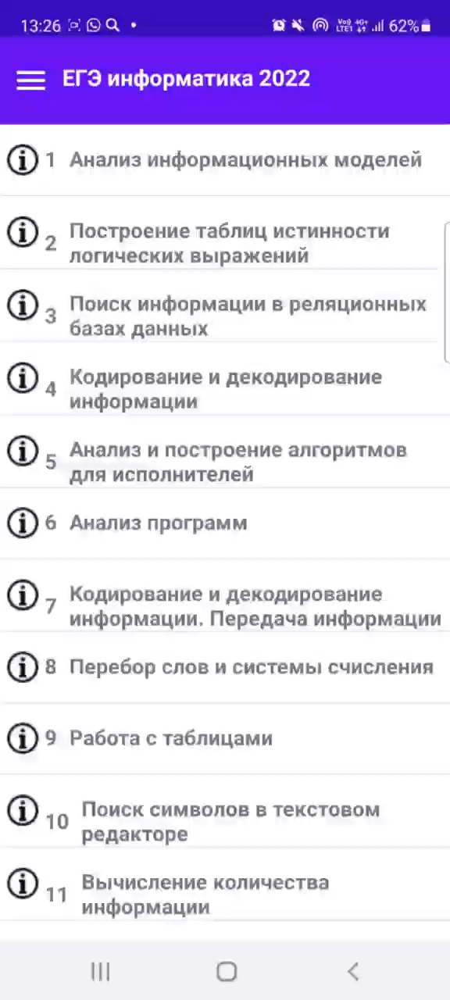 13:26 62%
ЕГЭ информатика 2022
1 Анализ информационных моделей
2 Построение таблиц истинности
логических выражений
3 Поиск информации в реляционных
базах данных
4 Кодирование и декодирование
информации
5 Анализ и построение алгоритмов
для исполнителей
6 Анализ программ
7 Кодирование и декодирование
информации. Передача информации
8 Перебор слов и системы счисления
9 Работа с таблицами
10 Поиск символов в текстовом
редакторе
11 Вычисление количества
информации